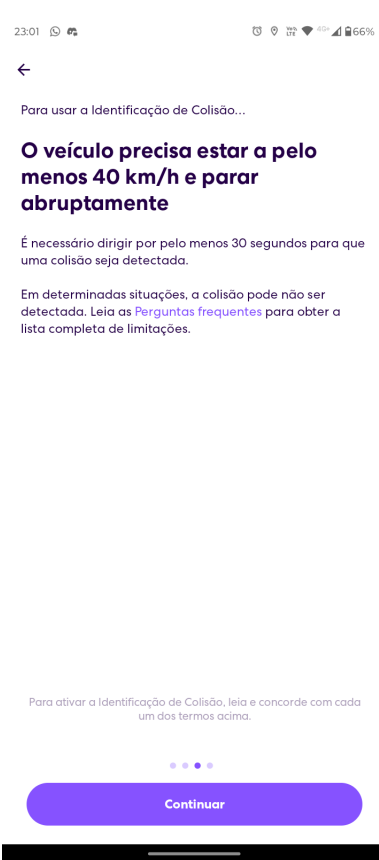 23:01
66%
Para usar a Identificação de Colisão...
O veículo precisa estar a pelo
menos 40 km/h e parar
abruptamente
É necessário dirigir por pelo menos 30 segundos para que
uma colisão seja detectada.
Em determinadas situações, a colisão pode não ser
detectada. Leia as Perguntas frequentes para obter a
lista completa de limitações.
Para ativar a Identificação de Colisão, leia e concorde com cada
um dos termos acima.
Continuar